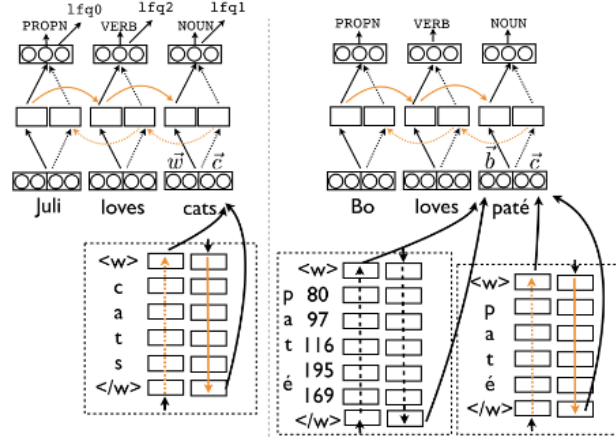 lfq0 lfq2 lfq1
PROPN VERB NOUN
w c
Juli loves cats
<w>
c
a
t
s
</w>
PROPN VERB NOUN
b c
Bo loves paté
<w>
p 80
a 97
t 116
é 195
169
</w>
<w>
p
a
t
é
</w>